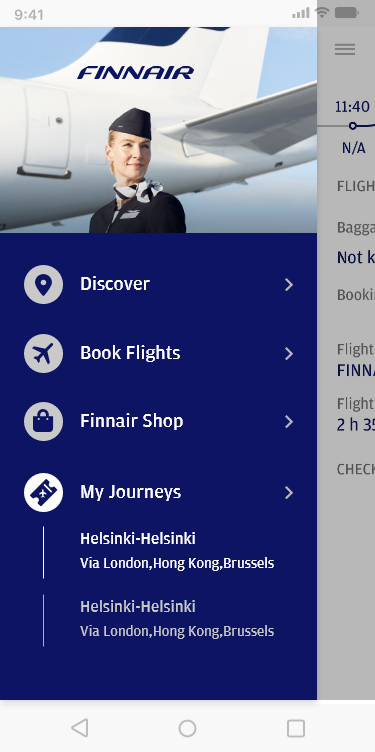 9:41
FINNAIR
11:40
N/A
Discover
Book Flights
Finnair Shop
My Journeys
Helsinki-Helsinki
Via London,Hong Kong,Brussels
Helsinki-Helsinki
Via London,Hong Kong,Brussels
FLIGH
Bagga
Not k
Bookin
Flight
FINNA
Flight
2 h 35
CHECK